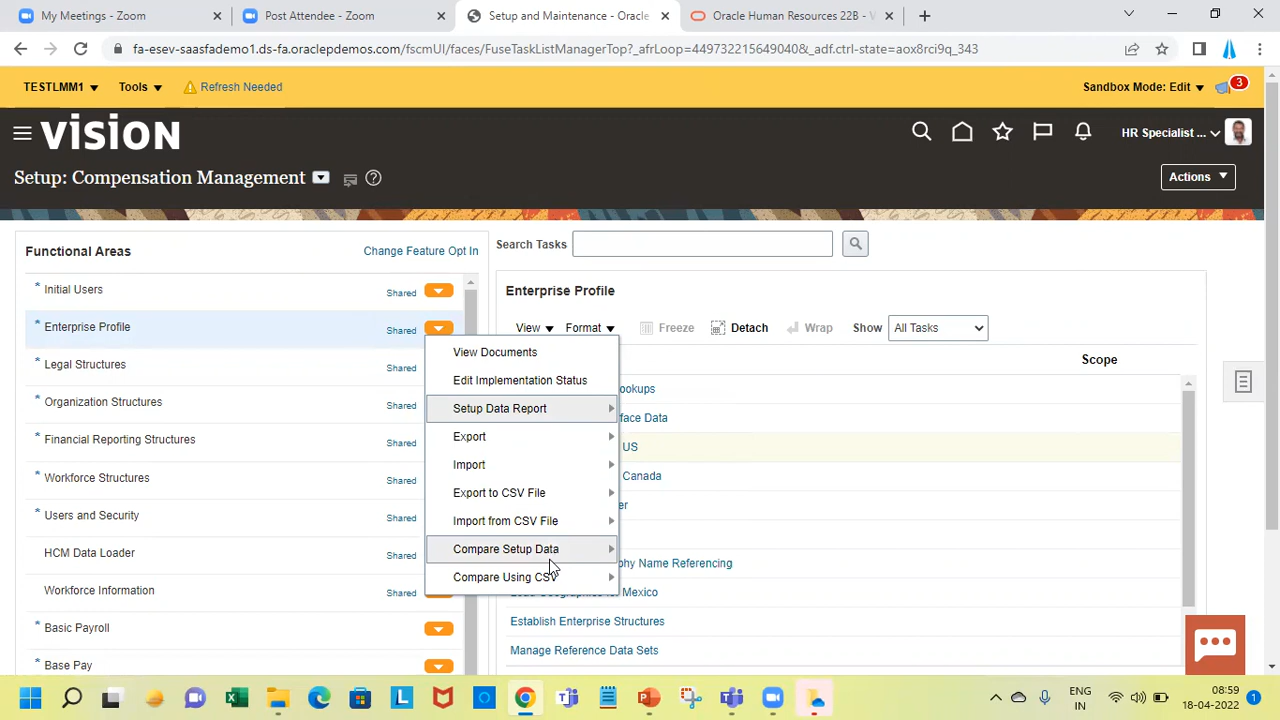 My Meetings - Zoom
Post Attendee - Zoom
Setup and Maintenance - Oracle
Oracle Human Resources 22B - V
fa-esev-saasfademo1.ds-fa.oraclepdemos.com/fscmUI/faces/FuseTaskListManagerTop?_afrLoop=44973221564904​0&_adf.ctrl-state=aox8rci9q_343
TESTLMM1 Tools Refresh Needed Sandbox Mode: Edit 3
VISION
HR Specialist ...
Setup: Compensation Management
Actions
Functional Areas Change Feature Opt In
* Initial Users Shared
* Enterprise Profile Shared
* Legal Structures Shared
* Organization Structures Shared
* Financial Reporting Structures Shared
* Workforce Structures Shared
* Users and Security Shared
HCM Data Loader Shared
Workforce Information Shared
* Basic Payroll
* Base Pay
View Documents
Edit Implementation Status
Setup Data Report
Export
Import
Export to CSV File
Import from CSV File
Compare Setup Data
Compare Using CSV
Search Tasks
Enterprise Profile
View Format Freeze Detach Wrap Show All Tasks
Scope
ookups
face Data
US
Canada
er
phy Name Referencing
Mexico
Establish Enterprise Structures
Manage Reference Data Sets
ENG
IN
08:59
18-04-2022
1